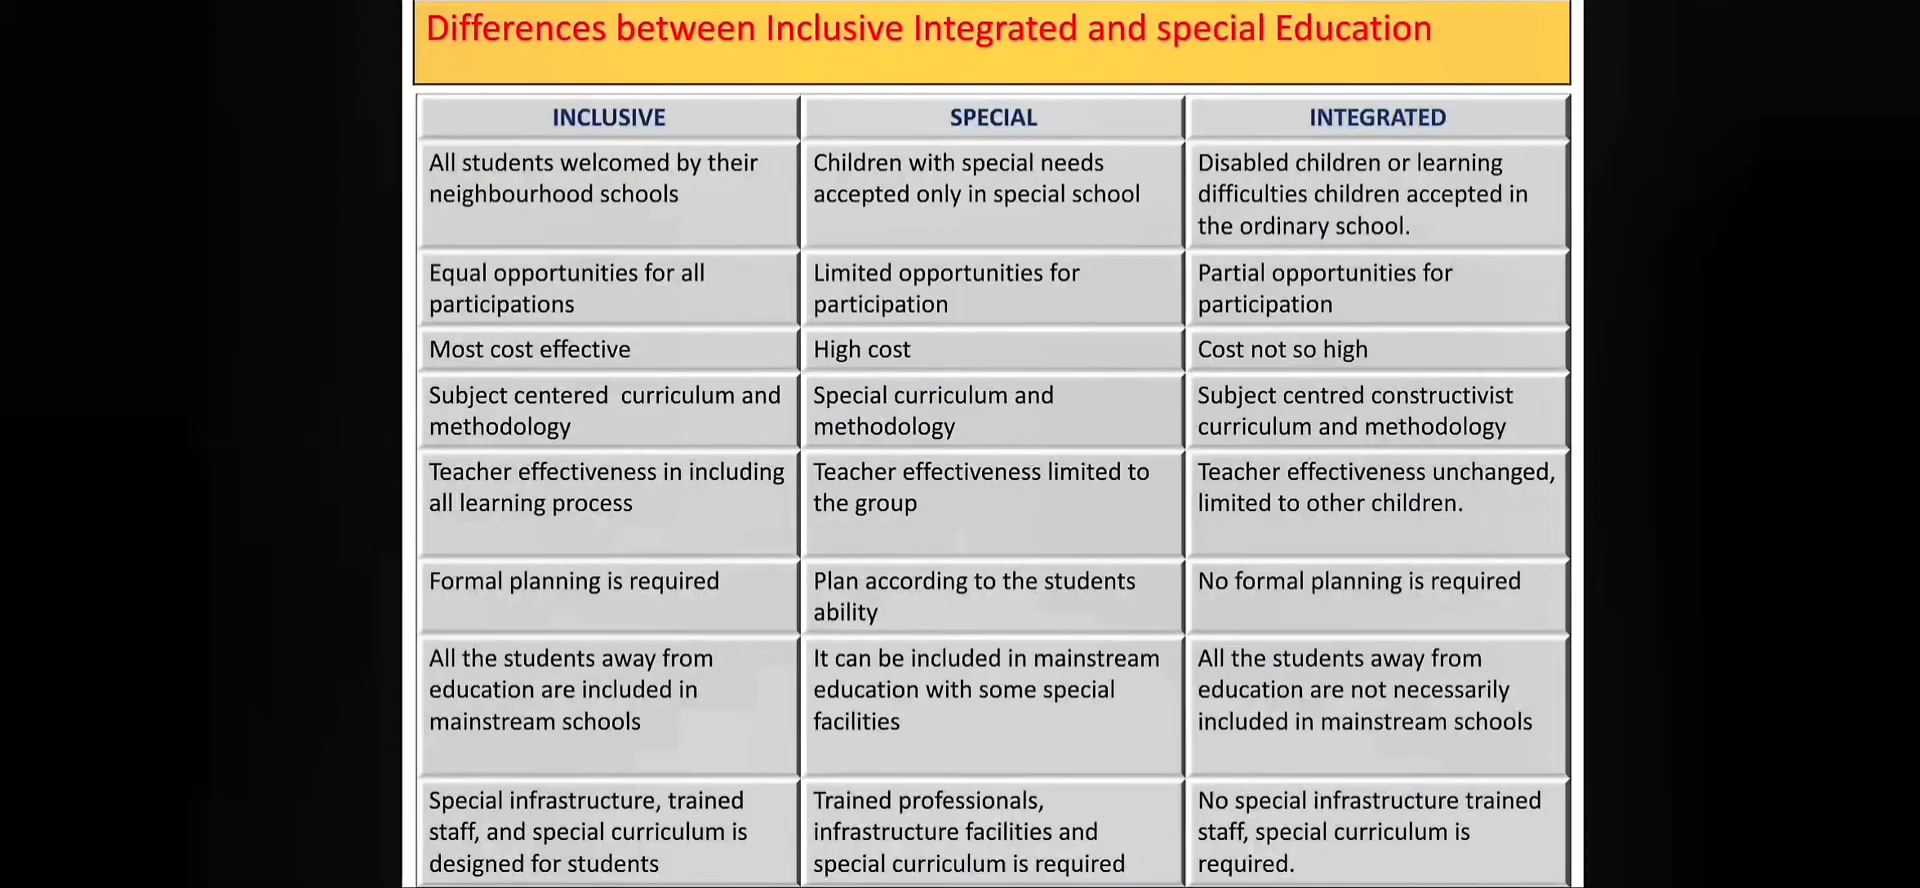 Differences between Inclusive Integrated and special Education
INCLUSIVE
SPECIAL
INTEGRATED
All students welcomed by their
neighbourhood schools
Children with special needs
accepted only in special school
Disabled children or learning
difficulties children accepted in
the ordinary school.
Equal opportunities for all
participations
Limited opportunities for
participation
Partial opportunities for
participation
Most cost effective
High cost
Cost not so high
Subject centered curriculum and
methodology
Special curriculum and
methodology
Subject centred constructivist
curriculum and methodology
Teacher effectiveness in including
all learning process
Teacher effectiveness limited to
the group
Teacher effectiveness unchanged,
limited to other children.
Formal planning is required
Plan according to the students
ability
No formal planning is required
All the students away from
education are included in
mainstream schools
It can be included in mainstream
education with some special
facilities
All the students away from
education are not necessarily
included in mainstream schools
Special infrastructure, trained
staff, and special curriculum is
designed for students
Trained professionals,
infrastructure facilities and
special curriculum is required
No special infrastructure trained
staff, special curriculum is
required.